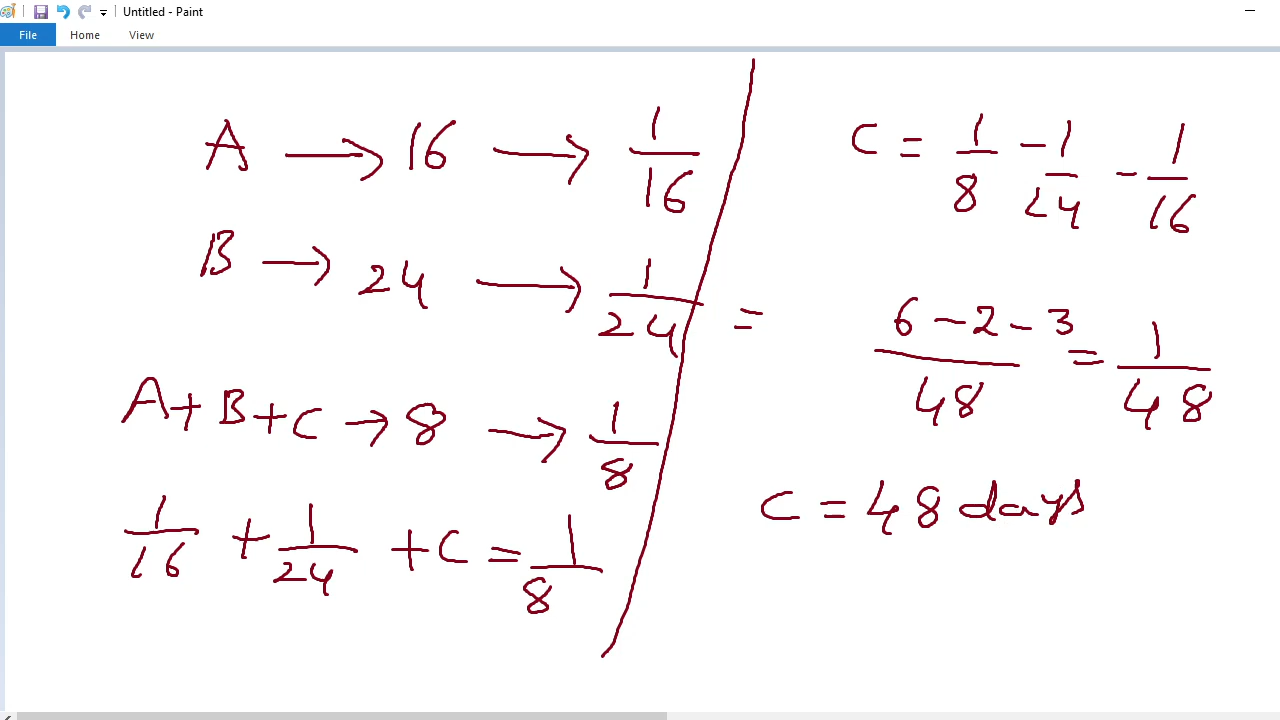 Untitled - Paint
File Home View
A → 16 → 1/16
B → 24 → 1/24
A+B+C → 8 → 1/8
1/16 + 1/24 + C = 1/8
C = 1/8 - 1/24 - 1/16
= 6-2-3/48 = 1/48
C = 48 days